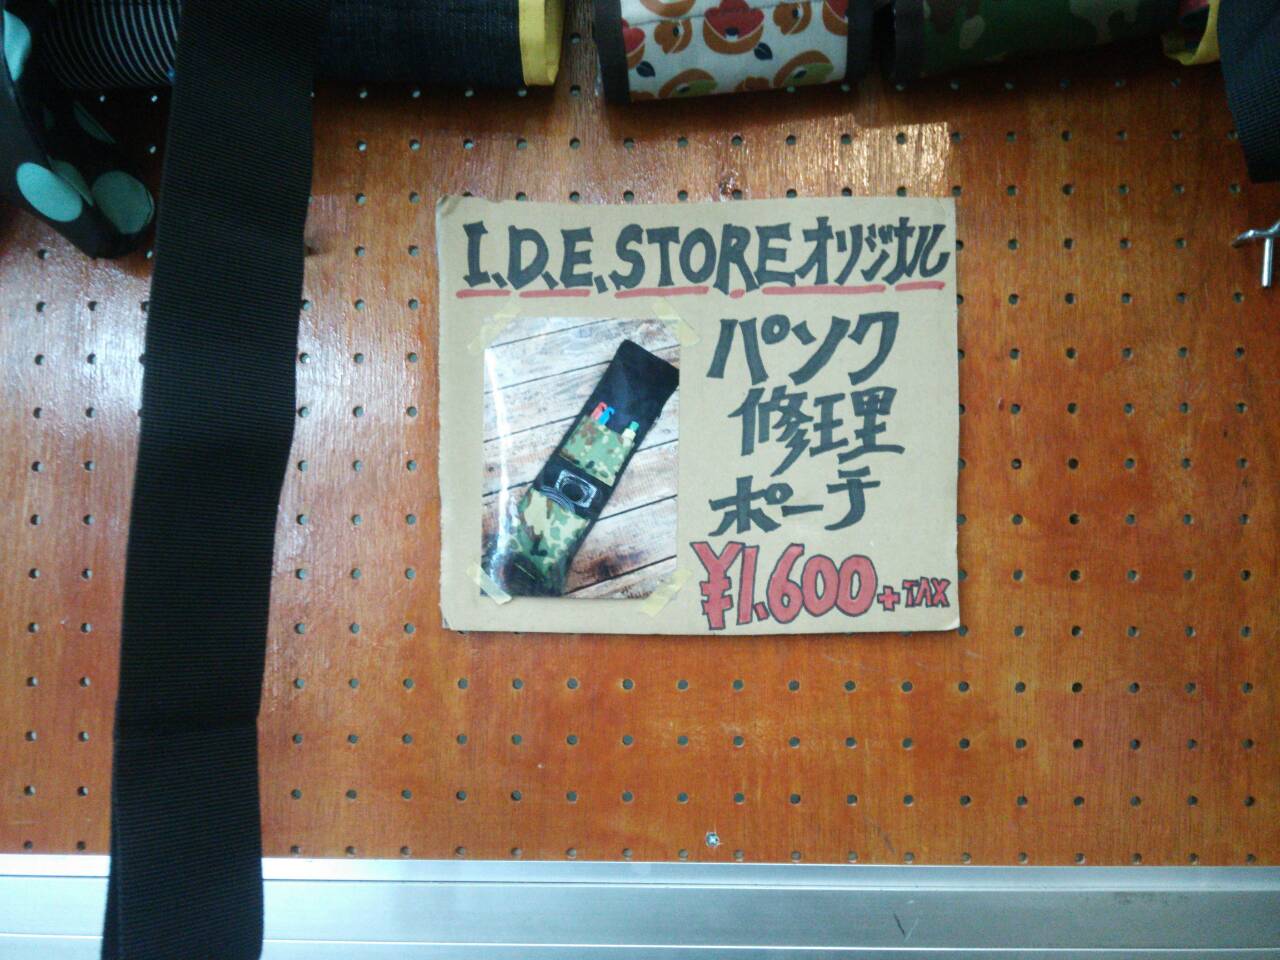 I.D.E.STOREオリジナル
パンク
修理
ポーチ
¥1,600+TAX